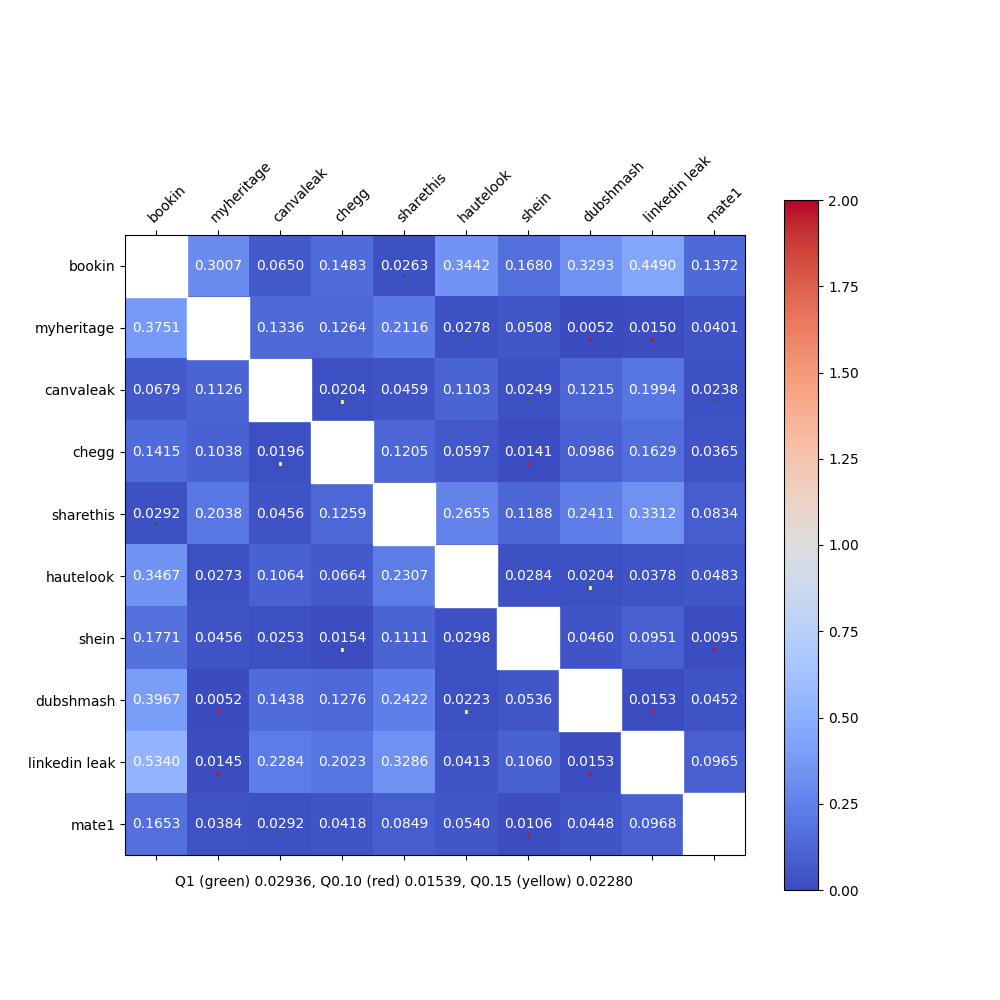 bookin myheritage canvaleak chegg sharethis hautelook shein dubshmash linkedin leak mate1
bookin 0.3007 0.0650 0.1483 0.0263 0.3442 0.1680 0.3293 0.4490 0.1372
myheritage 0.3751 0.1336 0.1264 0.2116 0.0278 0.0508 0.0052 0.0150 0.0401
canvaleak 0.0679 0.1126 0.0204 0.0459 0.1103 0.0249 0.1215 0.1994 0.0238
chegg 0.1415 0.1038 0.0196 0.1205 0.0597 0.0141 0.0986 0.1629 0.0365
sharethis 0.0292 0.2038 0.0456 0.1259 0.2655 0.1188 0.2411 0.3312 0.0834
hautelook 0.3467 0.0273 0.1064 0.0664 0.2307 0.0284 0.0204 0.0378 0.0483
shein 0.1771 0.0456 0.0253 0.0154 0.1111 0.0298 0.0460 0.0951 0.0095
dubshmash 0.3967 0.0052 0.1438 0.1276 0.2422 0.0223 0.0536 0.0153 0.0452
linkedin leak 0.5340 0.0145 0.2284 0.2023 0.3286 0.0413 0.1060 0.0153 0.0965
mate1 0.1653 0.0384 0.0292 0.0418 0.0849 0.0540 0.0106 0.0448 0.0968
Q1 (green) 0.02936, Q0.10 (red) 0.01539, Q0.15 (yellow) 0.02280
2.00
1.75
1.50
1.25
1.00
0.75
0.50
0.25
0.00